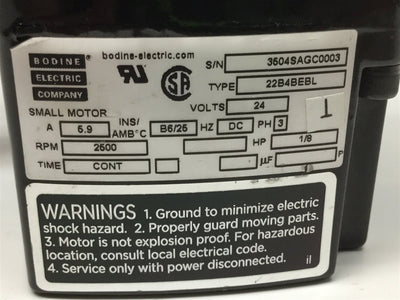 BODINE
ELECTRIC
COMPANY
bodine-electric.com
S/N 3504SAGC0003
TYPE 22B4BEBL
SMALL MOTOR
VOLTS 24
1
A 5.9 INS/AMB°C B6/25 HZ DC PH 3
RPM 2500 HP 1/8
TIME CONT µF P
WARNINGS 1. Ground to minimize electric
shock hazard. 2. Properly guard moving parts.
3. Motor is not explosion proof. For hazardous
location, consult local electrical code.
4. Service only with power disconnected. il